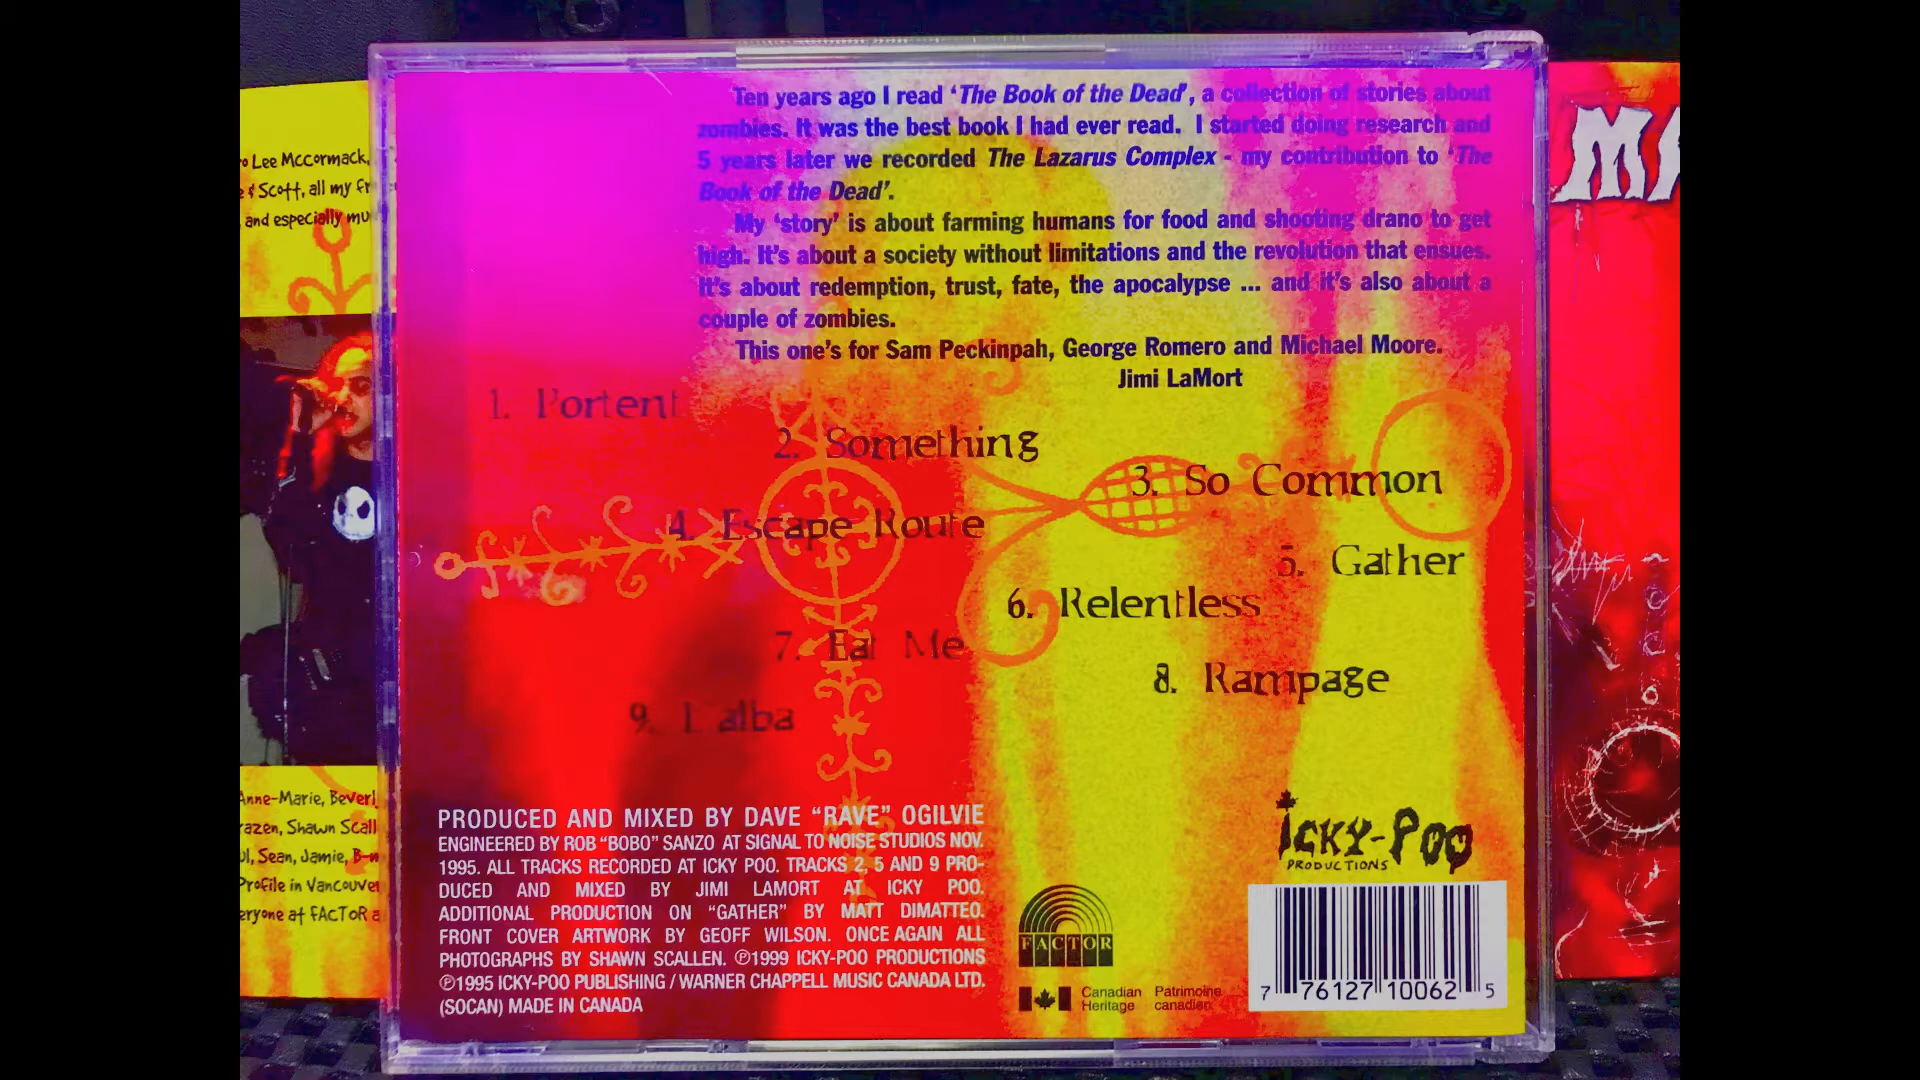 Ten years ago I read 'The Book of the Dead', a collection of stories about
zombies. It was the best book I had ever read. I started doing research and
5 years later we recorded The Lazarus Complex - my contribution to 'The
Book of the Dead'.
My 'story' is about farming humans for food and shooting drano to get
high. It's about a society without limitations and the revolution that ensues.
It's about redemption, trust, fate, the apocalypse ... and it's also about a
couple of zombies.
This one's for Sam Peckinpah, George Romero and Michael Moore.
Jimi LaMort
1. Portent
2. Something
3. So Common
4. Escape Route
5. Gather
6. Relentless
7. Eat Me
8. Rampage
9. L'alba
PRODUCED AND MIXED BY DAVE "RAVE" OGILVIE
ENGINEERED BY ROB "BOBO" SANZO AT SIGNAL TO NOISE STUDIOS NOV.
1995. ALL TRACKS RECORDED AT ICKY POO. TRACKS 2, 5 AND 9 PRO-
DUCED AND MIXED BY JIMI LAMORT AT ICKY POO.
ADDITIONAL PRODUCTION ON "GATHER" BY MATT DIMATTEO.
FRONT COVER ARTWORK BY GEOFF WILSON. ONCE AGAIN ALL
PHOTOGRAPHS BY SHAWN SCALLEN. ℗1999 ICKY-POO PRODUCTIONS
℗1995 ICKY-POO PUBLISHING / WARNER CHAPPELL MUSIC CANADA LTD.
(SOCAN) MADE IN CANADA
FACTOR
Canadian Patrimoine
Heritage canadien
ICKY-POO
PRODUCTIONS
7 76127 10062 5
Lee McCormack,
& Scott, all my
and especially
Anne-Marie,
Shawn
Sean, Jamie,
Profile in Vancouver
at FACTOR